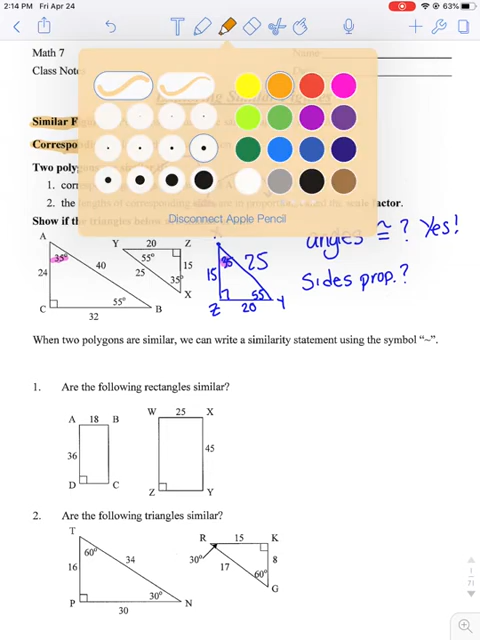 2:14 PM Fri Apr 24
63%
Math 7
Name
Class Note
Similar F
Correspo
Two poly
1. corr
2. the lengths of corresponding sides are in proportion
factor.
Show if the triangles below
angles ≅ ? Yes!
Sides prop. ?
Disconnect Apple Pencil
A
35°
24
40
C
55°
B
32
Y
20
Z
55°
15
25
35°
X
35
25
15
55
Z
20
Y
When two polygons are similar, we can write a similarity statement using the symbol “~”.
1. Are the following rectangles similar?
A 18 B
36
D C
W 25 X
45
Z Y
2. Are the following triangles similar?
T
60°
16
34
30°
P
N
30
R 15 K
30°
8
17
60°
G